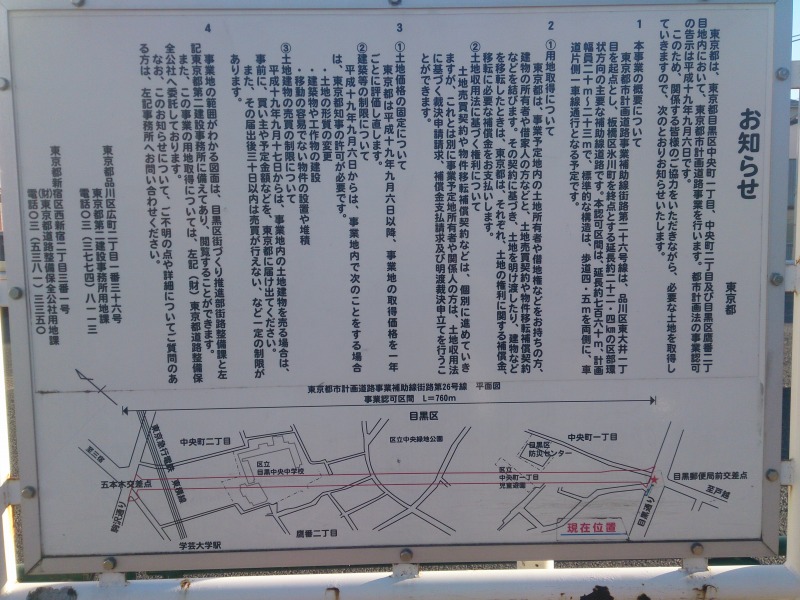 お知らせ
東京都
東京都は、東京都目黒区中央町一丁目、中央町二丁目及び目黒区鷹番二丁
目地内において、東京都市計画道路事業を行います。都市計画法の事業認可
の告示は平成十九年九月六日です。
このため、関係する皆様のご協力をいただきながら、必要な土地を取得し
ていきますので、次のとおりお知らせいたします。
1 本事業の概要について
東京都市計画道路事業補助線街路第二十六号線は、品川区東大井一丁
目を起点とし、板橋区氷川町を終点とする延長約二十二・四㎞の区部環
状方向の主要な補助線道路です。本認可区間は、延長約七百六十ｍ、計画
幅員二十ｍ～二十三ｍで、標準的な構造は、歩道四・五ｍを両側に、車
道片側一車線通行となる予定です。
2 ①用地取得について
東京都は、事業予定地内の土地所有者や借地権などをお持ちの方、
建物の所有者や借家人の方などと、土地売買契約や物件移転補償契約
などを結びます。その契約に基づき、土地を明け渡したり、建物など
を移転したときは、東京都は、それぞれ、土地の権利に関する補償金、
移転に必要な補償金をお支払いします。
②土地収用法に基づく権利について
土地売買契約や物件移転補償契約などは、個別に進めていき
ますが、これとは別に事業予定地所有者や関係人の方は、土地収用法
に基づく裁決申請請求、補償金支払請求及び明渡裁決申立てを行うこ
とができます。
3 ①土地価格の固定について
東京都は平成十九年九月六日以降、事業地の取得価格を一年
ごとに評価し直します。
②建築等の制限について
平成十九年九月六日からは、事業地内で次のことをする場合
は、東京都知事の許可が必要です。
・土地の形質の変更
・建築物や工作物の建設
・移動の容易でない物件の設置や堆積
③土地建物の売買の制限について
平成十九年九月十七日からは、事業地内の土地建物を売る場合は、
事前に、買い主や予定金額などを、東京都に届け出てください。
また、その届出後三十日以内は売買が行えない、など一定の制限が
あります。
4 事業地の範囲がわかる図面は、目黒区街づくり推進部街路整備課と左
記東京都第二建設事務所に備えてあり、閲覧することができます。
また、この事業の用地取得については、左記（財）東京都道路整備保
全公社へ委託しております。
なお、このお知らせについて、ご不明の点や詳細についてご質問のあ
る方は、左記事務所へお問い合わせください。
東京都品川区広町二丁目一番三十六号
東京都第二建設事務所用地課
電話〇三（三七七四）八一一三
東京都新宿区西新宿二丁目三番一号
（財）東京都道路整備保全公社用地課
電話〇三（五三八一）三三五〇
東京都市計画道路事業補助線街路第26号線　平面図
事業認可区間　L＝760m
目黒区
中央町二丁目
区立中央緑地公園
中央町一丁目
目黒区
防災センター
東京急行電鉄
東横線
至三宿
区立
目黒中央中学校
区立
中央町一丁目
児童遊園
五本木交差点
目黒郵便局前交差点
至戸越
駒沢通り
目黒通り
学芸大学駅
鷹番二丁目
現在位置